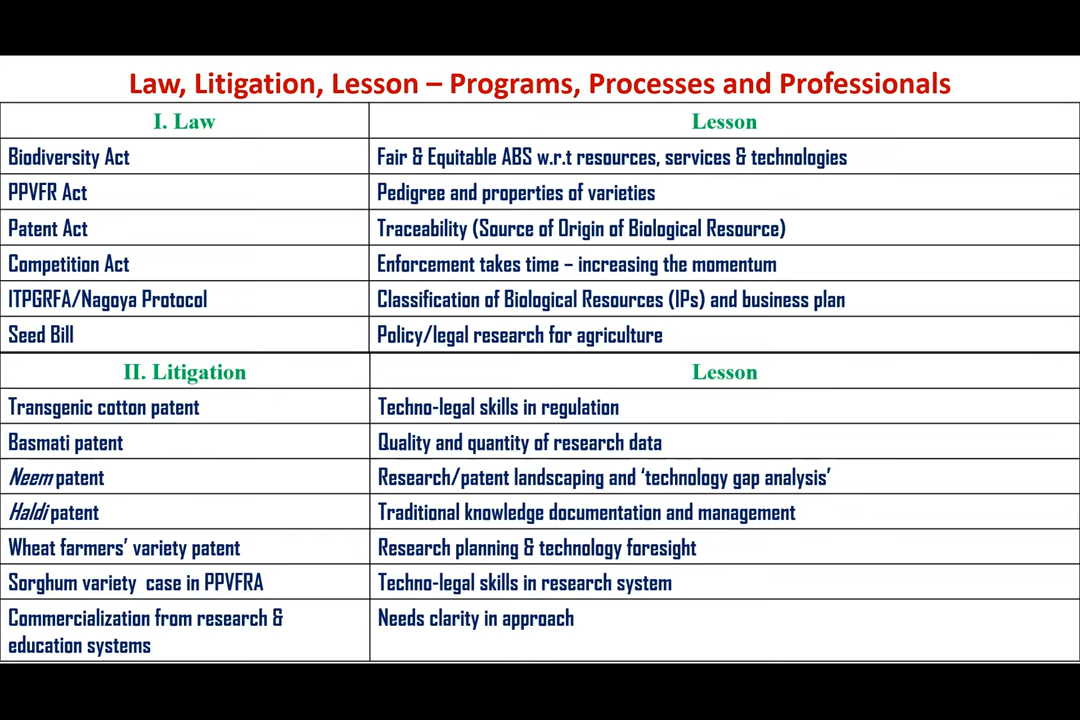 Law, Litigation, Lesson – Programs, Processes and Professionals
I. Law
Lesson
Biodiversity Act
Fair & Equitable ABS w.r.t resources, services & technologies
PPVFR Act
Pedigree and properties of varieties
Patent Act
Traceability (Source of Origin of Biological Resource)
Competition Act
Enforcement takes time – increasing the momentum
ITPGRFA/Nagoya Protocol
Classification of Biological Resources (IPs) and business plan
Seed Bill
Policy/legal research for agriculture
II. Litigation
Lesson
Transgenic cotton patent
Techno-legal skills in regulation
Basmati patent
Quality and quantity of research data
Neem patent
Research/patent landscaping and ‘technology gap analysis’
Haldi patent
Traditional knowledge documentation and management
Wheat farmers’ variety patent
Research planning & technology foresight
Sorghum variety case in PPVFRA
Techno-legal skills in research system
Commercialization from research &
education systems
Needs clarity in approach